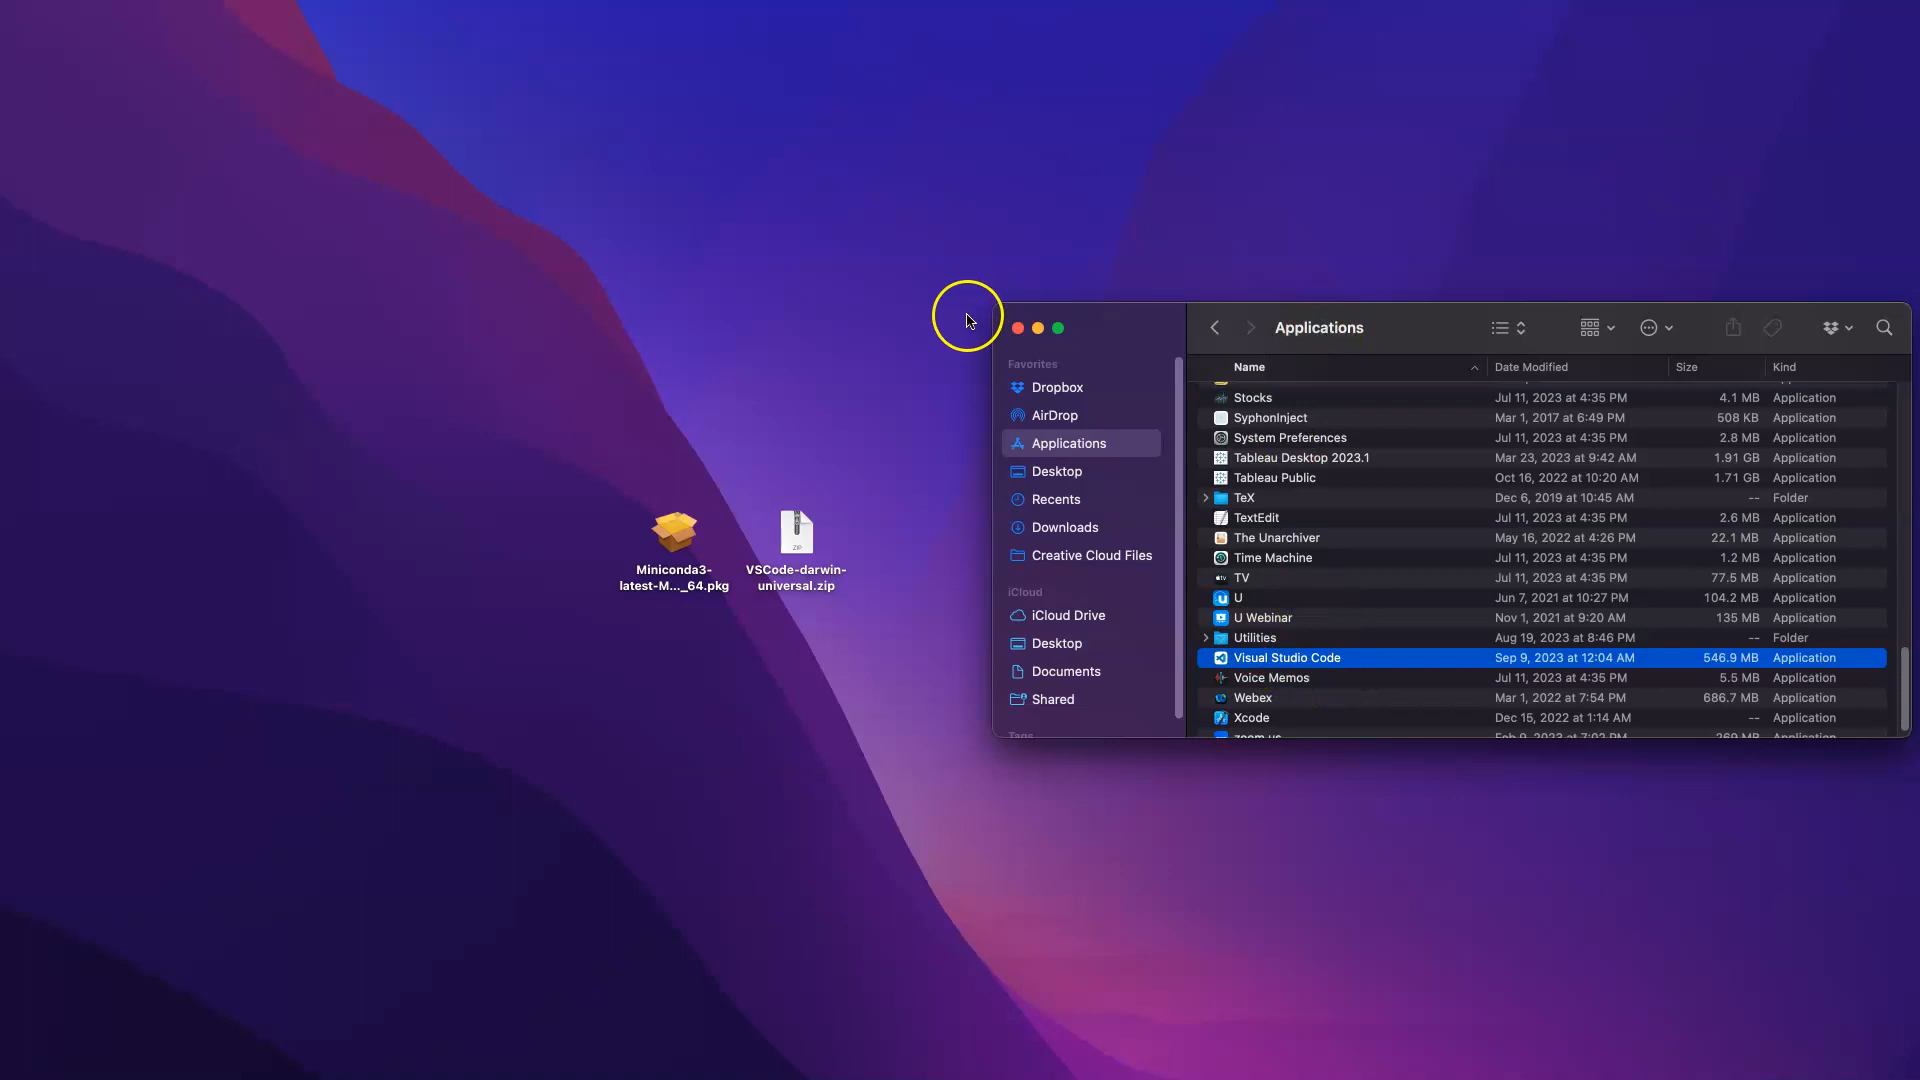 Applications
Favorites
Dropbox
AirDrop
Applications
Desktop
Recents
Downloads
Creative Cloud Files
iCloud
iCloud Drive
Desktop
Documents
Shared
Tags
Name Date Modified Size Kind
Stocks Jul 11, 2023 at 4:35 PM 4.1 MB Application
SyphonInject Mar 1, 2017 at 6:49 PM 508 KB Application
System Preferences Jul 11, 2023 at 4:35 PM 2.8 MB Application
Tableau Desktop 2023.1 Mar 23, 2023 at 9:42 AM 1.91 GB Application
Tableau Public Oct 16, 2022 at 10:20 AM 1.71 GB Application
TeX Dec 6, 2019 at 10:45 AM -- Folder
TextEdit Jul 11, 2023 at 4:35 PM 2.6 MB Application
The Unarchiver May 16, 2022 at 4:26 PM 22.1 MB Application
Time Machine Jul 11, 2023 at 4:35 PM 1.2 MB Application
TV Jul 11, 2023 at 4:35 PM 77.5 MB Application
U Jun 7, 2021 at 10:27 PM 104.2 MB Application
U Webinar Nov 1, 2021 at 9:20 AM 135 MB Application
Utilities Aug 19, 2023 at 8:46 PM -- Folder
Visual Studio Code Sep 9, 2023 at 12:04 AM 546.9 MB Application
Voice Memos Jul 11, 2023 at 4:35 PM 5.5 MB Application
Webex Mar 1, 2022 at 7:54 PM 686.7 MB Application
Xcode Dec 15, 2022 at 1:14 AM -- Application
zoom.us Feb 9, 2023 at 7:02 PM 269 MB Application
Miniconda3-
latest-M..._64.pkg
ZIP
VSCode-darwin-
universal.zip